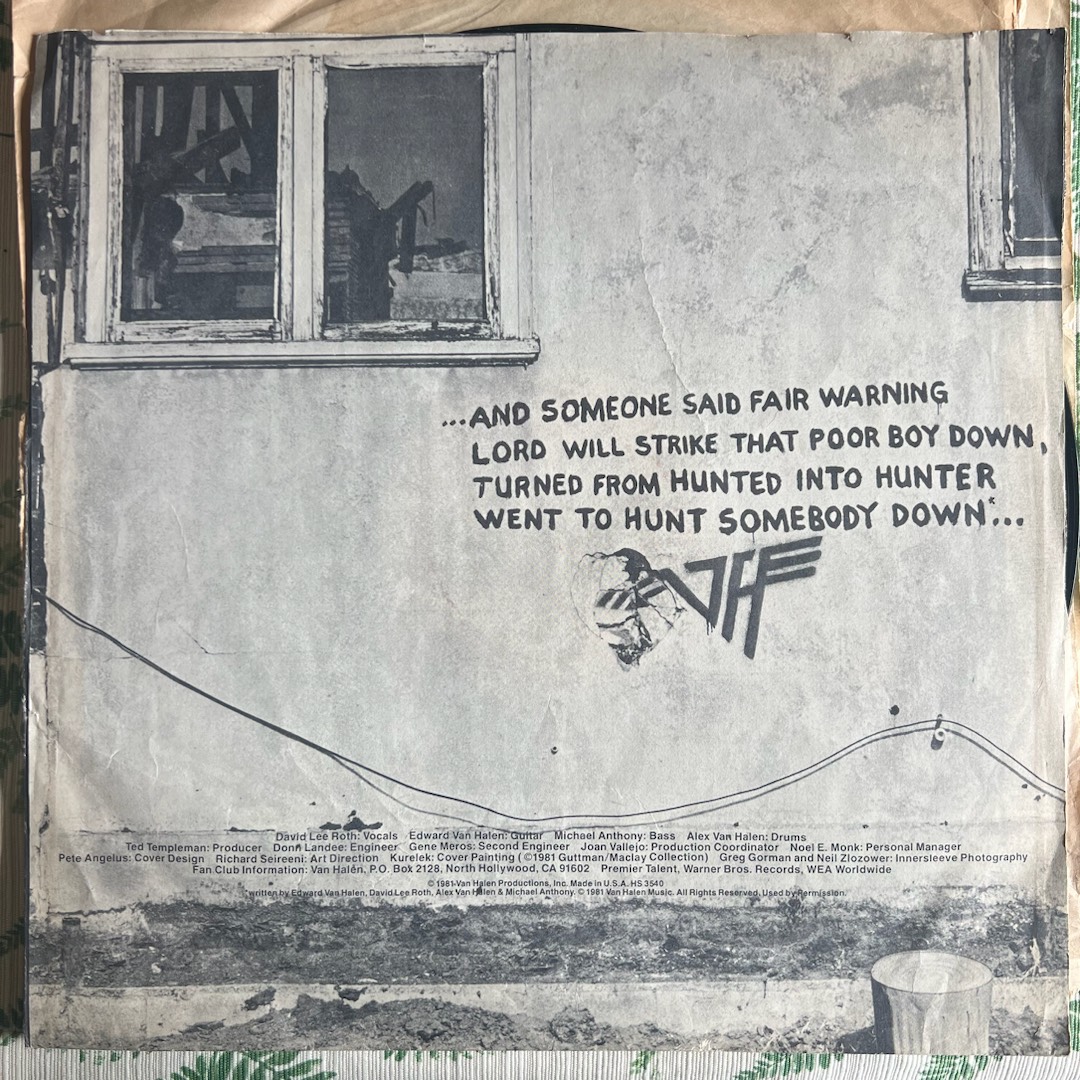 ...AND SOMEONE SAID FAIR WARNING
LORD WILL STRIKE THAT POOR BOY DOWN,
TURNED FROM HUNTED INTO HUNTER
WENT TO HUNT SOMEBODY DOWN*...
VH
David Lee Roth: Vocals Edward Van Halen: Guitar Michael Anthony: Bass Alex Van Halen: Drums
Ted Templeman: Producer Donn Landee: Engineer Gene Meros: Second Engineer Joan Vallejo: Production Coordinator Noel E. Monk: Personal Manager
Pete Angelus: Cover Design Richard Seireeni: Art Direction Kurelek: Cover Painting (©1981 Guttman/Maclay Collection) Greg Gorman and Neil Zlozower: Innersleeve Photography
Fan Club Information: Van Halen, P.O. Box 2128, North Hollywood, CA 91602 Premier Talent, Warner Bros. Records, WEA Worldwide
© 1981 Van Halen Productions, Inc. Made in U.S.A. HS 3540
*written by Edward Van Halen, David Lee Roth, Alex Van Halen & Michael Anthony. © 1981 Van Halen Music. All Rights Reserved. Used by Permission.